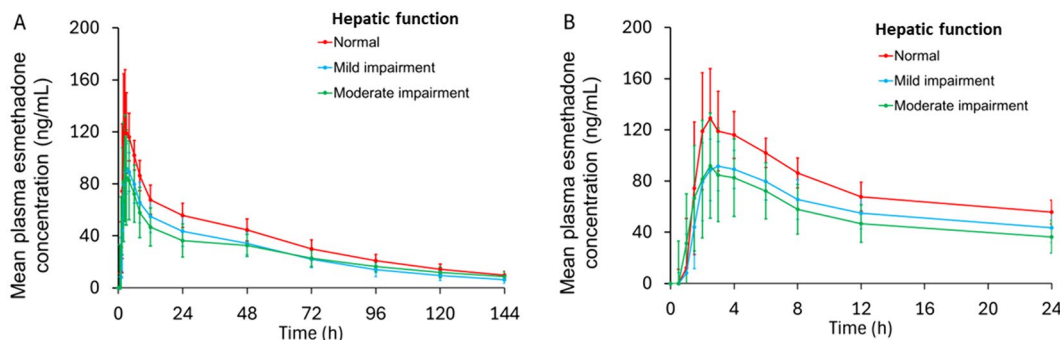 A
Hepatic function
Normal
Mild impairment
Moderate impairment
Mean plasma esmethadone
concentration (ng/mL)
200
160
120
80
40
0
0 24 48 72 96 120 144
Time (h)
B
Hepatic function
Normal
Mild impairment
Moderate impairment
Mean plasma esmethadone
concentration (ng/mL)
200
160
120
80
40
0
0 4 8 12 16 20 24
Time (h)